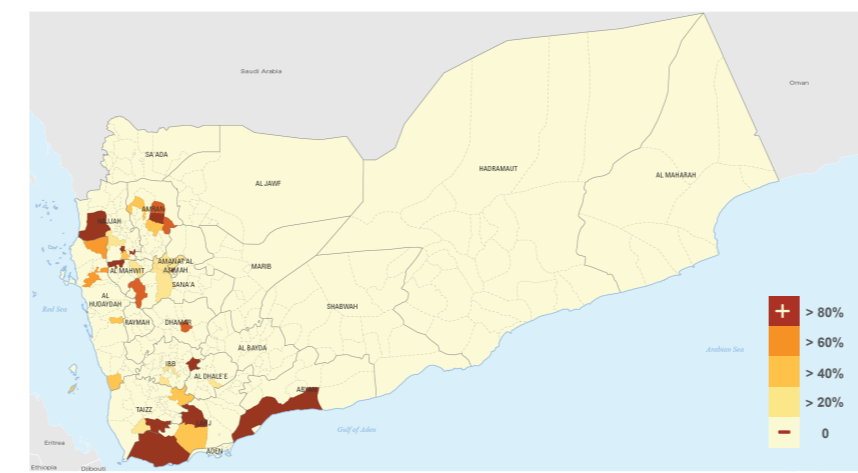 Saudi Arabia
Oman
SA'ADA
HADRAMAUT
AL JAWF
AL MAHARAH
AMRAN
HAJJAH
AMANAT AL
ASIMAH
MARIB
AL MAHWIT
SANA'A
AL
HUDAYDAH
SHABWAH
Red Sea
+ > 80%
RAYMAH
DHAMAR
> 60%
AL BAYDA
Arabian Sea
IBB
AL DHALE'E
> 40%
ABYAN
> 20%
TAIZZ
LAHJ
Gulf of Aden
− 0
Eritrea
ADEN
Ethiopia
Djibouti